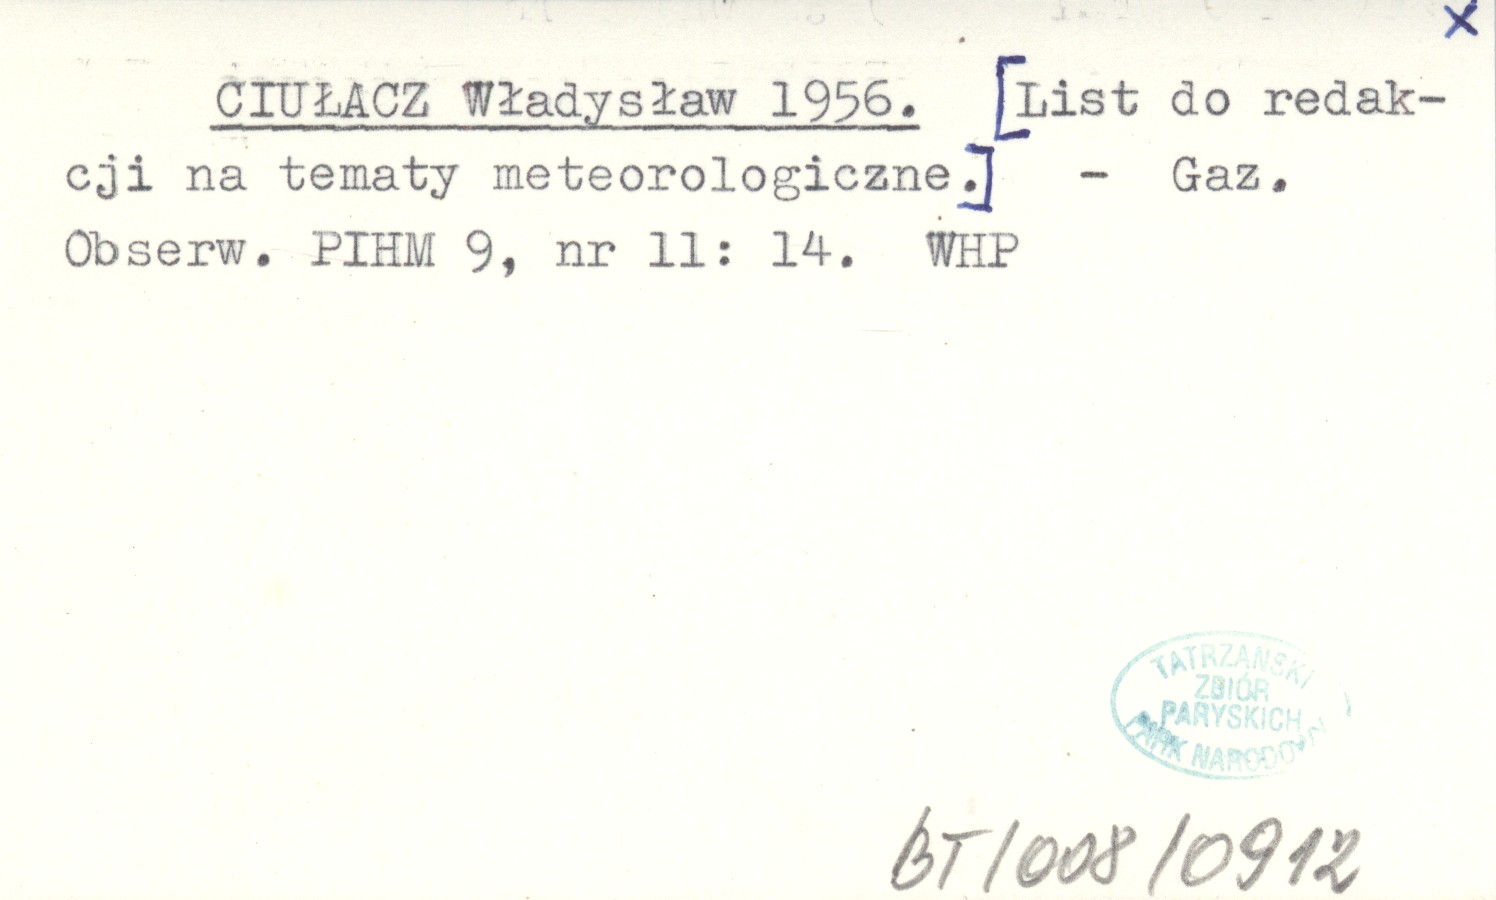 x
CIUŁACZ Władysław 1956. [List do redak-
cji na tematy meteorologiczne.] - Gaz.
Obserw. PIHM 9, nr 11: 14. WHP
TATRZAŃSKI
ZBIÓR
PARYSKICH
PARK NARODOWY
BT/008/0912